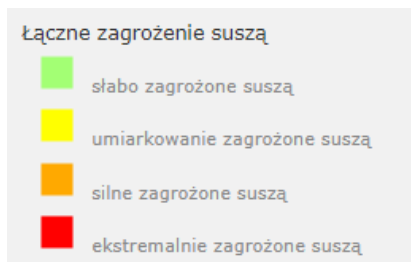 Łączne zagrożenie suszą
słabo zagrożone suszą
umiarkowanie zagrożone suszą
silne zagrożone suszą
ekstremalnie zagrożone suszą